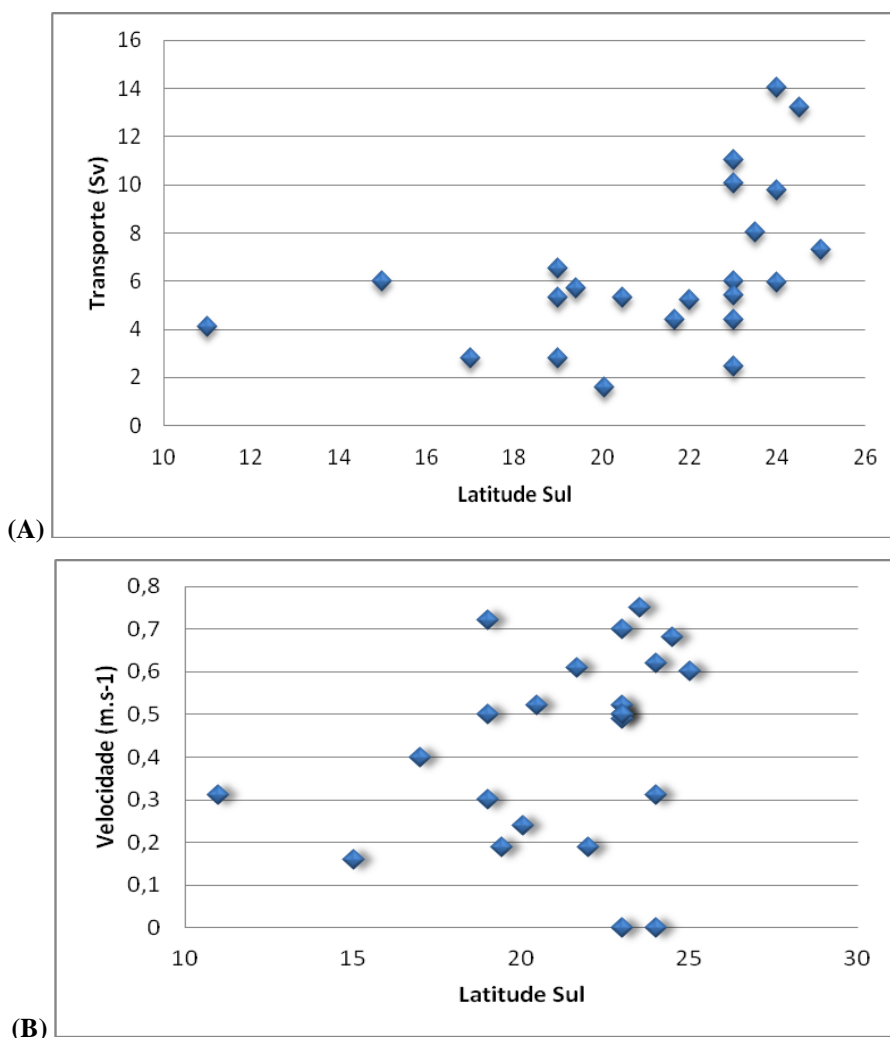 16
14
12
10
8
6
4
2
0
Transporte (Sv)
10 12 14 16 18 20 22 24 26
Latitude Sul
(A)
0,8
0,7
0,6
0,5
0,4
0,3
0,2
0,1
0
Velocidade (m.s-1)
10 15 20 25 30
Latitude Sul
(B)